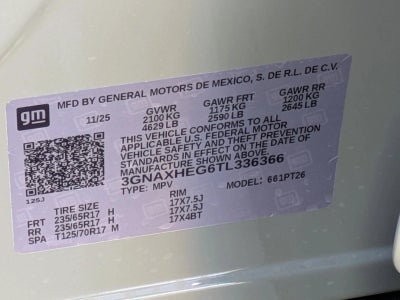 MFD BY GENERAL MOTORS DE MEXICO, S. DE R.L. DE C.V.
gm
11/25 GVWR GAWR FRT GAWR RR
2100 KG 1175 KG 1200 KG
4629 LB 2590 LB 2645 LB
THIS VEHICLE CONFORMS TO ALL
APPLICABLE U.S. FEDERAL MOTOR
VEHICLE SAFETY AND THEFT PREVENTION
STANDARDS IN EFFECT ON THE DATE OF
MANUFACTURE SHOWN ABOVE.
3GNAXHEG6TL336366
TYPE: MPV MODEL: 661PT26
125J
TIRE SIZE RIM
FRT 235/65R17 H 17X7.5J
RR 235/65R17 H 17X7.5J
SPA T125/70R17 M 17X4BT